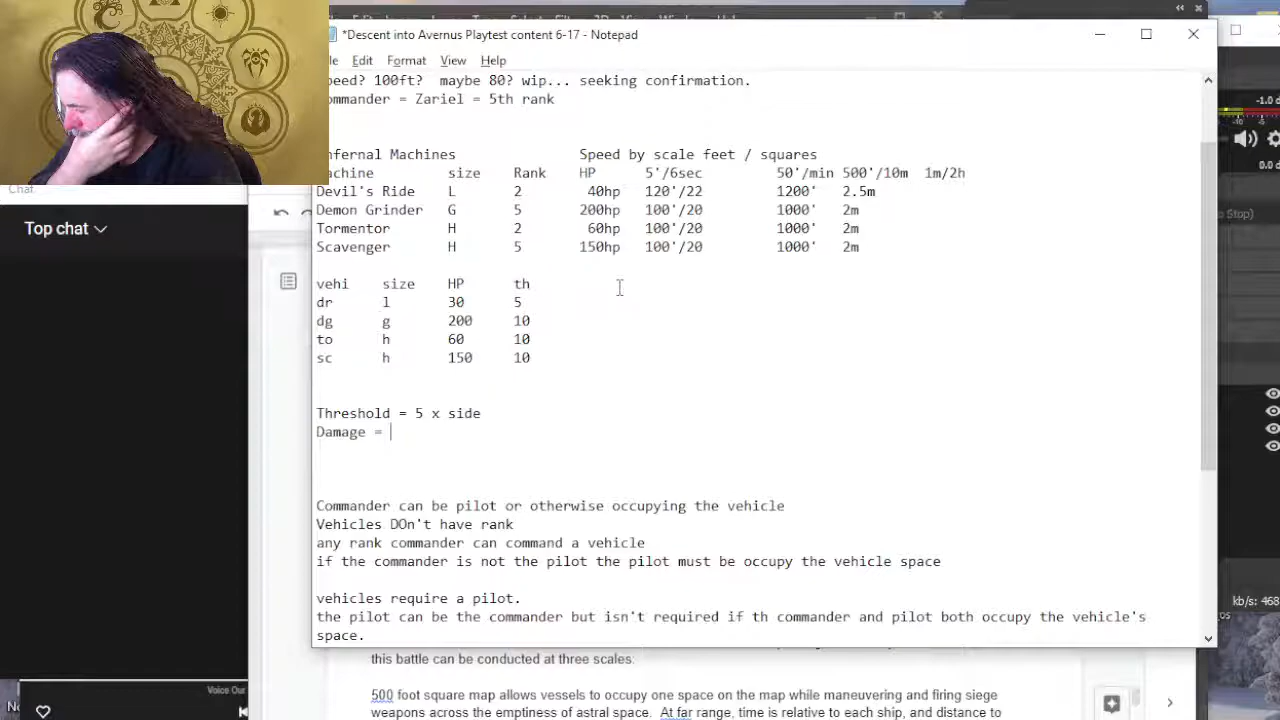 *Descent into Avernus Playtest content 6-17 - Notepad
Edit Format View Help
peed? 100ft? maybe 80? wip... seeking confirmation.
ommander = Zariel = 5th rank
nfernal Machines Speed by scale feet / squares
achine size Rank HP 5'/6sec 50'/min 500'/10m 1m/2h
Devil's Ride L 2 40hp 120'/22 1200' 2.5m
Demon Grinder G 5 200hp 100'/20 1000' 2m
Tormentor H 2 60hp 100'/20 1000' 2m
Scavenger H 5 150hp 100'/20 1000' 2m
vehi size HP th
dr l 30 5
dg g 200 10
to h 60 10
sc h 150 10
Threshold = 5 x side
Damage =
Commander can be pilot or otherwise occupying the vehicle
Vehicles DOn't have rank
any rank commander can command a vehicle
if the commander is not the pilot the pilot must be occupy the vehicle space
vehicles require a pilot.
the pilot can be the commander but isn't required if th commander and pilot both occupy the vehicle's
space.
this battle can be conducted at three scales:
500 foot square map allows vessels to occupy one space on the map while maneuvering and firing siege
weapons across the emptiness of astral space. At far range, time is relative to each ship, and distance to
Chat
Top chat
Voice Our
-1.0 d
Stop)
kb/s: 468